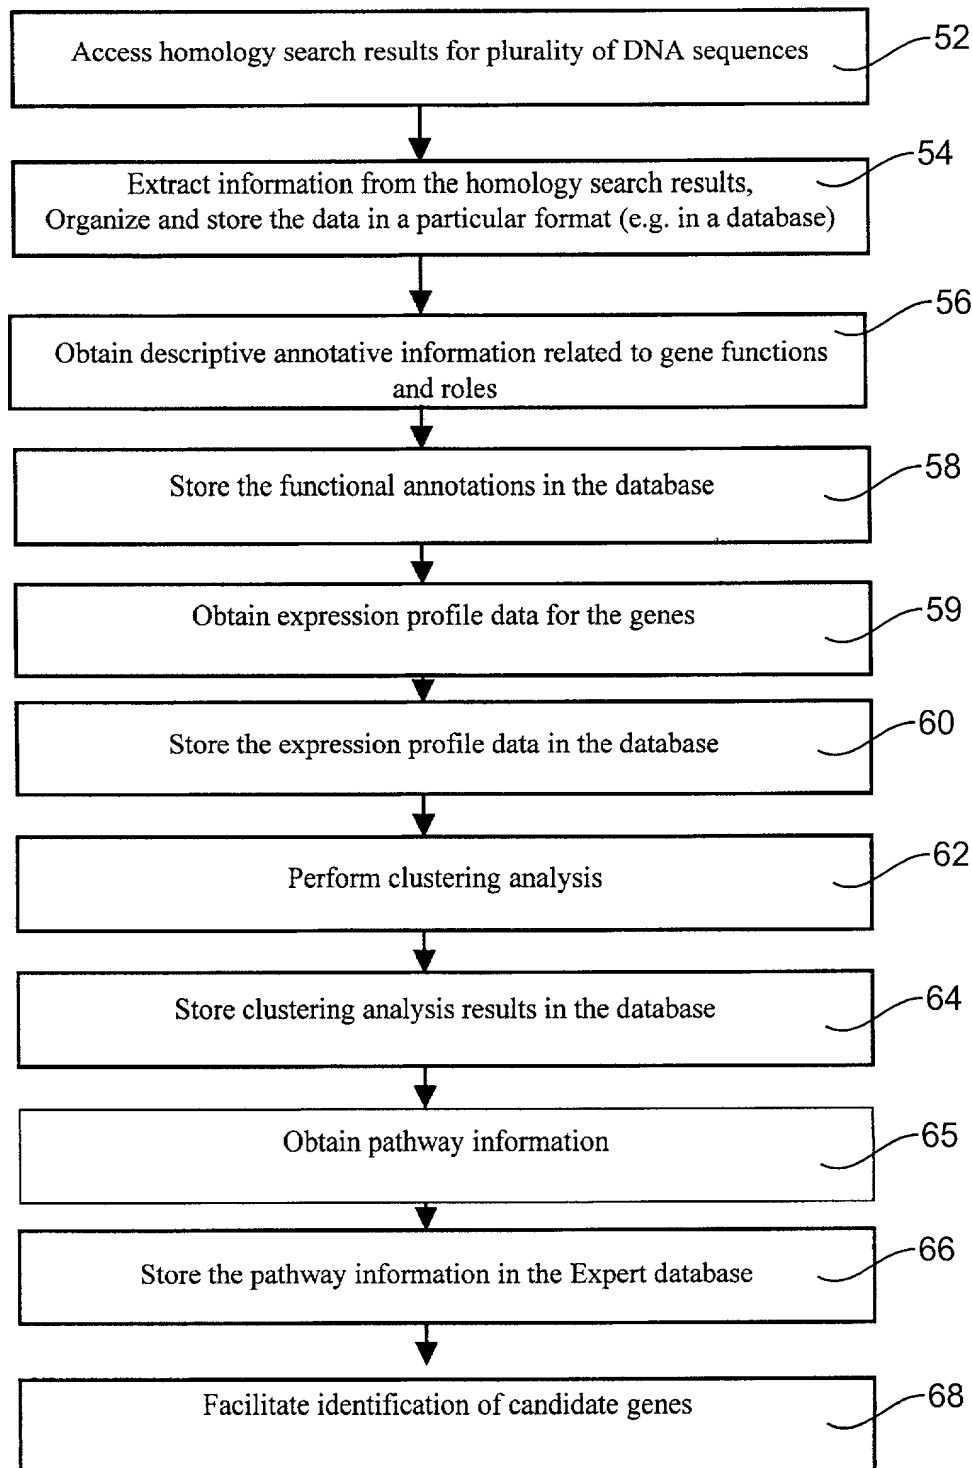 Access homology search results for plurality of DNA sequences
52
54
Extract information from the homology search results,
Organize and store the data in a particular format (e.g. in a database)
56
Obtain descriptive annotative information related to gene functions
and roles
58
Store the functional annotations in the database
59
Obtain expression profile data for the genes
60
Store the expression profile data in the database
62
Perform clustering analysis
64
Store clustering analysis results in the database
65
Obtain pathway information
66
Store the pathway information in the Expert database
68
Facilitate identification of candidate genes